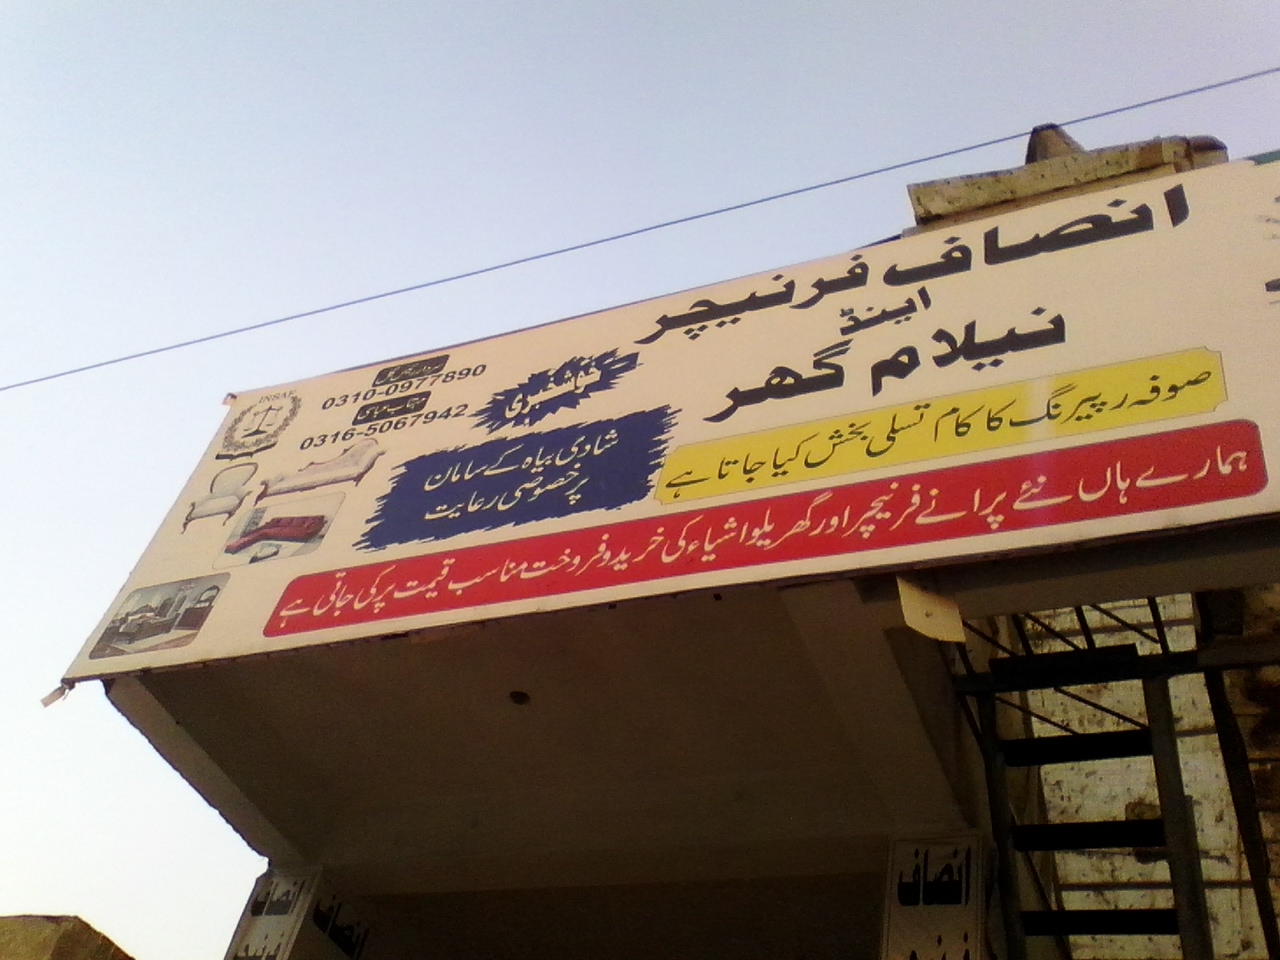 انصاف فرنیچر
اینڈ
نیلام گھر
صوفہ رپیرنگ کا کام تسلی بخش کیا جاتا ہے
ہمارے ہاں نئے پرانے فرنیچر اور گھریلو اشیاء کی خرید و فروخت مناسب قیمت پر کی جاتی ہے
خوشخبری
شادی بیاہ کے سامان
پر خصوصی رعایت
0310-0977890
0316-5067942
INSAF
انصاف
انصاف
انصاف